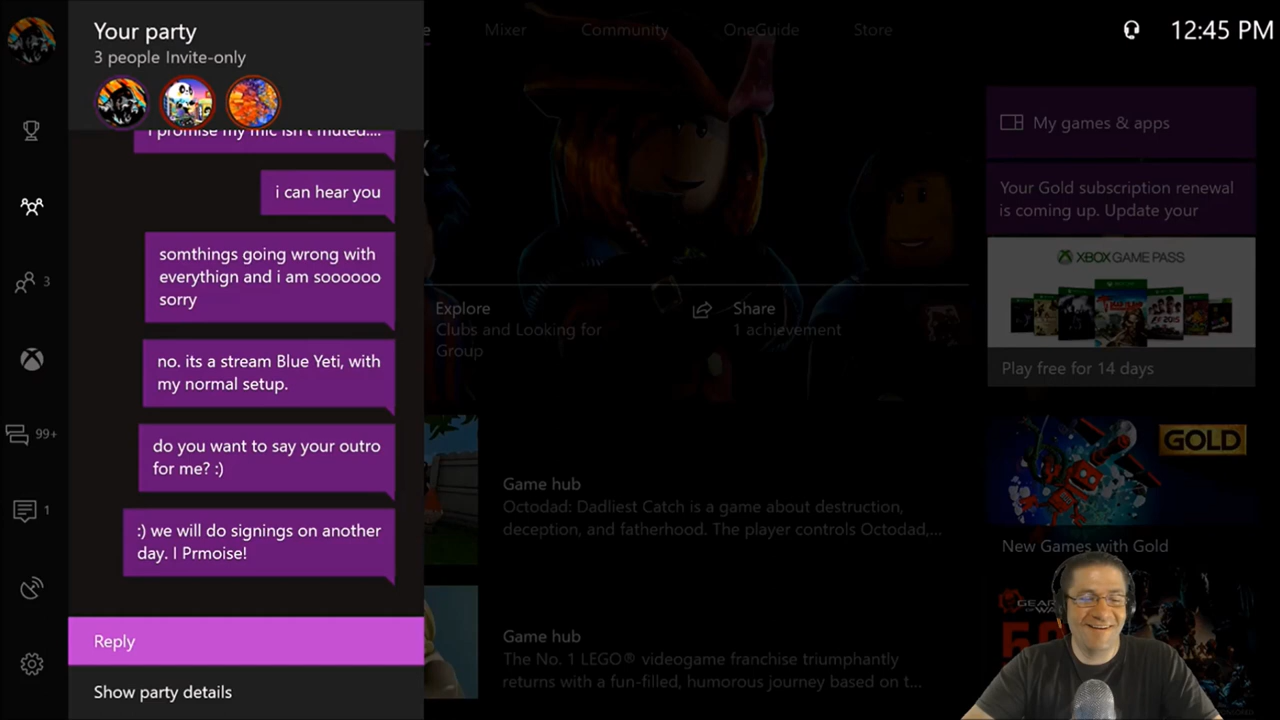 Your party
3 people Invite-only
i promise my mic isn't muted....
i can hear you
somthings going wrong with
everythign and i am soooooo
sorry
no. its a stream Blue Yeti, with
my normal setup.
do you want to say your outro
for me? :)
:) we will do signings on another
day. I Prmoise!
Reply
Show party details
3
99+
1
Mixer
Community
OneGuide
Store
12:45 PM
Explore
Clubs and Looking for
Group
Share
1 achievement
Game hub
Octodad: Dadliest Catch is a game about destruction,
deception, and fatherhood. The player controls Octodad,...
Game hub
The No. 1 LEGO® videogame franchise triumphantly
returns with a fun-filled, humorous journey based on t...
My games & apps
Your Gold subscription renewal
is coming up. Update your
XBOX GAME PASS
Play free for 14 days
GOLD
New Games with Gold
GEARS